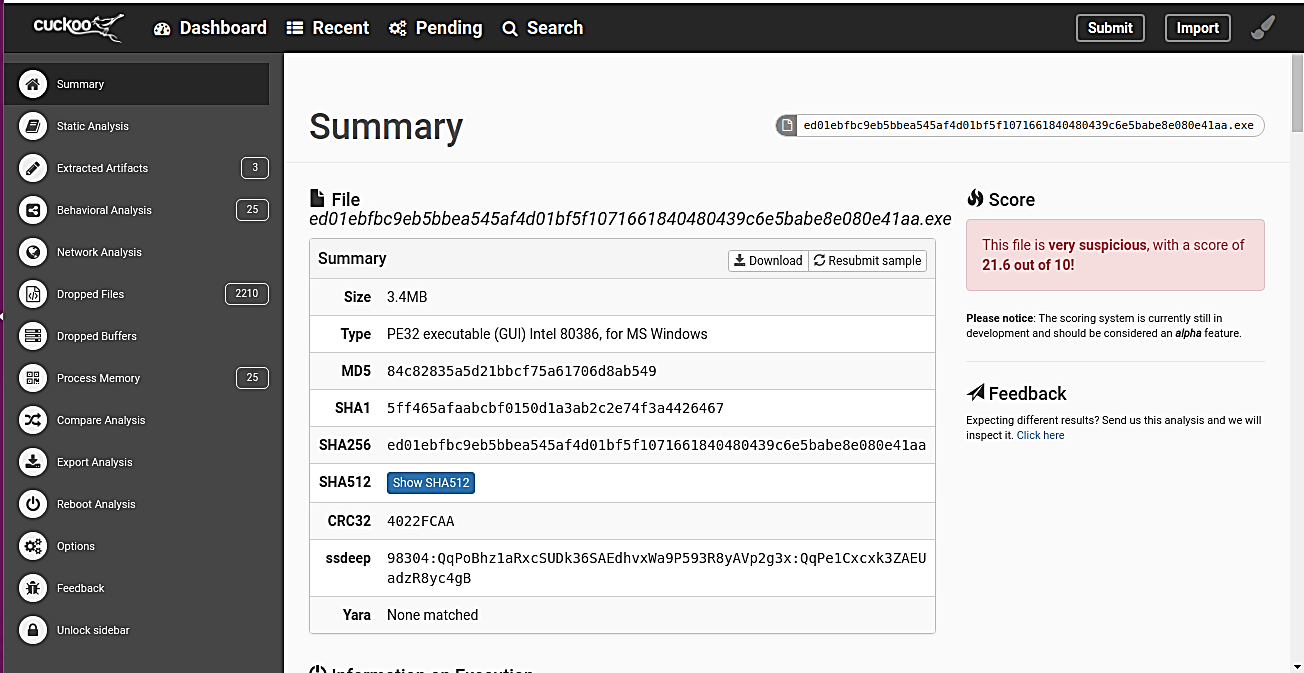 cuckoo Dashboard Recent Pending Search Submit Import
Summary
Static Analysis
Extracted Artifacts 3
Behavioral Analysis 25
Network Analysis
Dropped Files 2210
Dropped Buffers
Process Memory 25
Compare Analysis
Export Analysis
Reboot Analysis
Options
Feedback
Unlock sidebar
Summary
ed01ebfbc9eb5bbea545af4d01bf5f1071661840480439c6e5babe8e080e41aa.exe
File
ed01ebfbc9eb5bbea545af4d01bf5f1071661840480439c6e5babe8e080e41aa.exe
Summary Download Resubmit sample
Size 3.4MB
Type PE32 executable (GUI) Intel 80386, for MS Windows
MD5 84c82835a5d21bbcf75a61706d8ab549
SHA1 5ff465afaabcbf0150d1a3ab2c2e74f3a4426467
SHA256 ed01ebfbc9eb5bbea545af4d01bf5f1071661840480439c6e5babe8e080e41aa
SHA512 Show SHA512
CRC32 4022FCAA
ssdeep 98304:QqPoBhz1aRxcSUDk36SAEdhvxWa9P593R8yAVp2g3x:QqPe1Cxcxk3ZAEU
adzR8yc4gB
Yara None matched
Information on Execution
Score
This file is very suspicious, with a score of
21.6 out of 10!
Please notice: The scoring system is currently still in
development and should be considered an alpha feature.
Feedback
Expecting different results? Send us this analysis and we will
inspect it. Click here